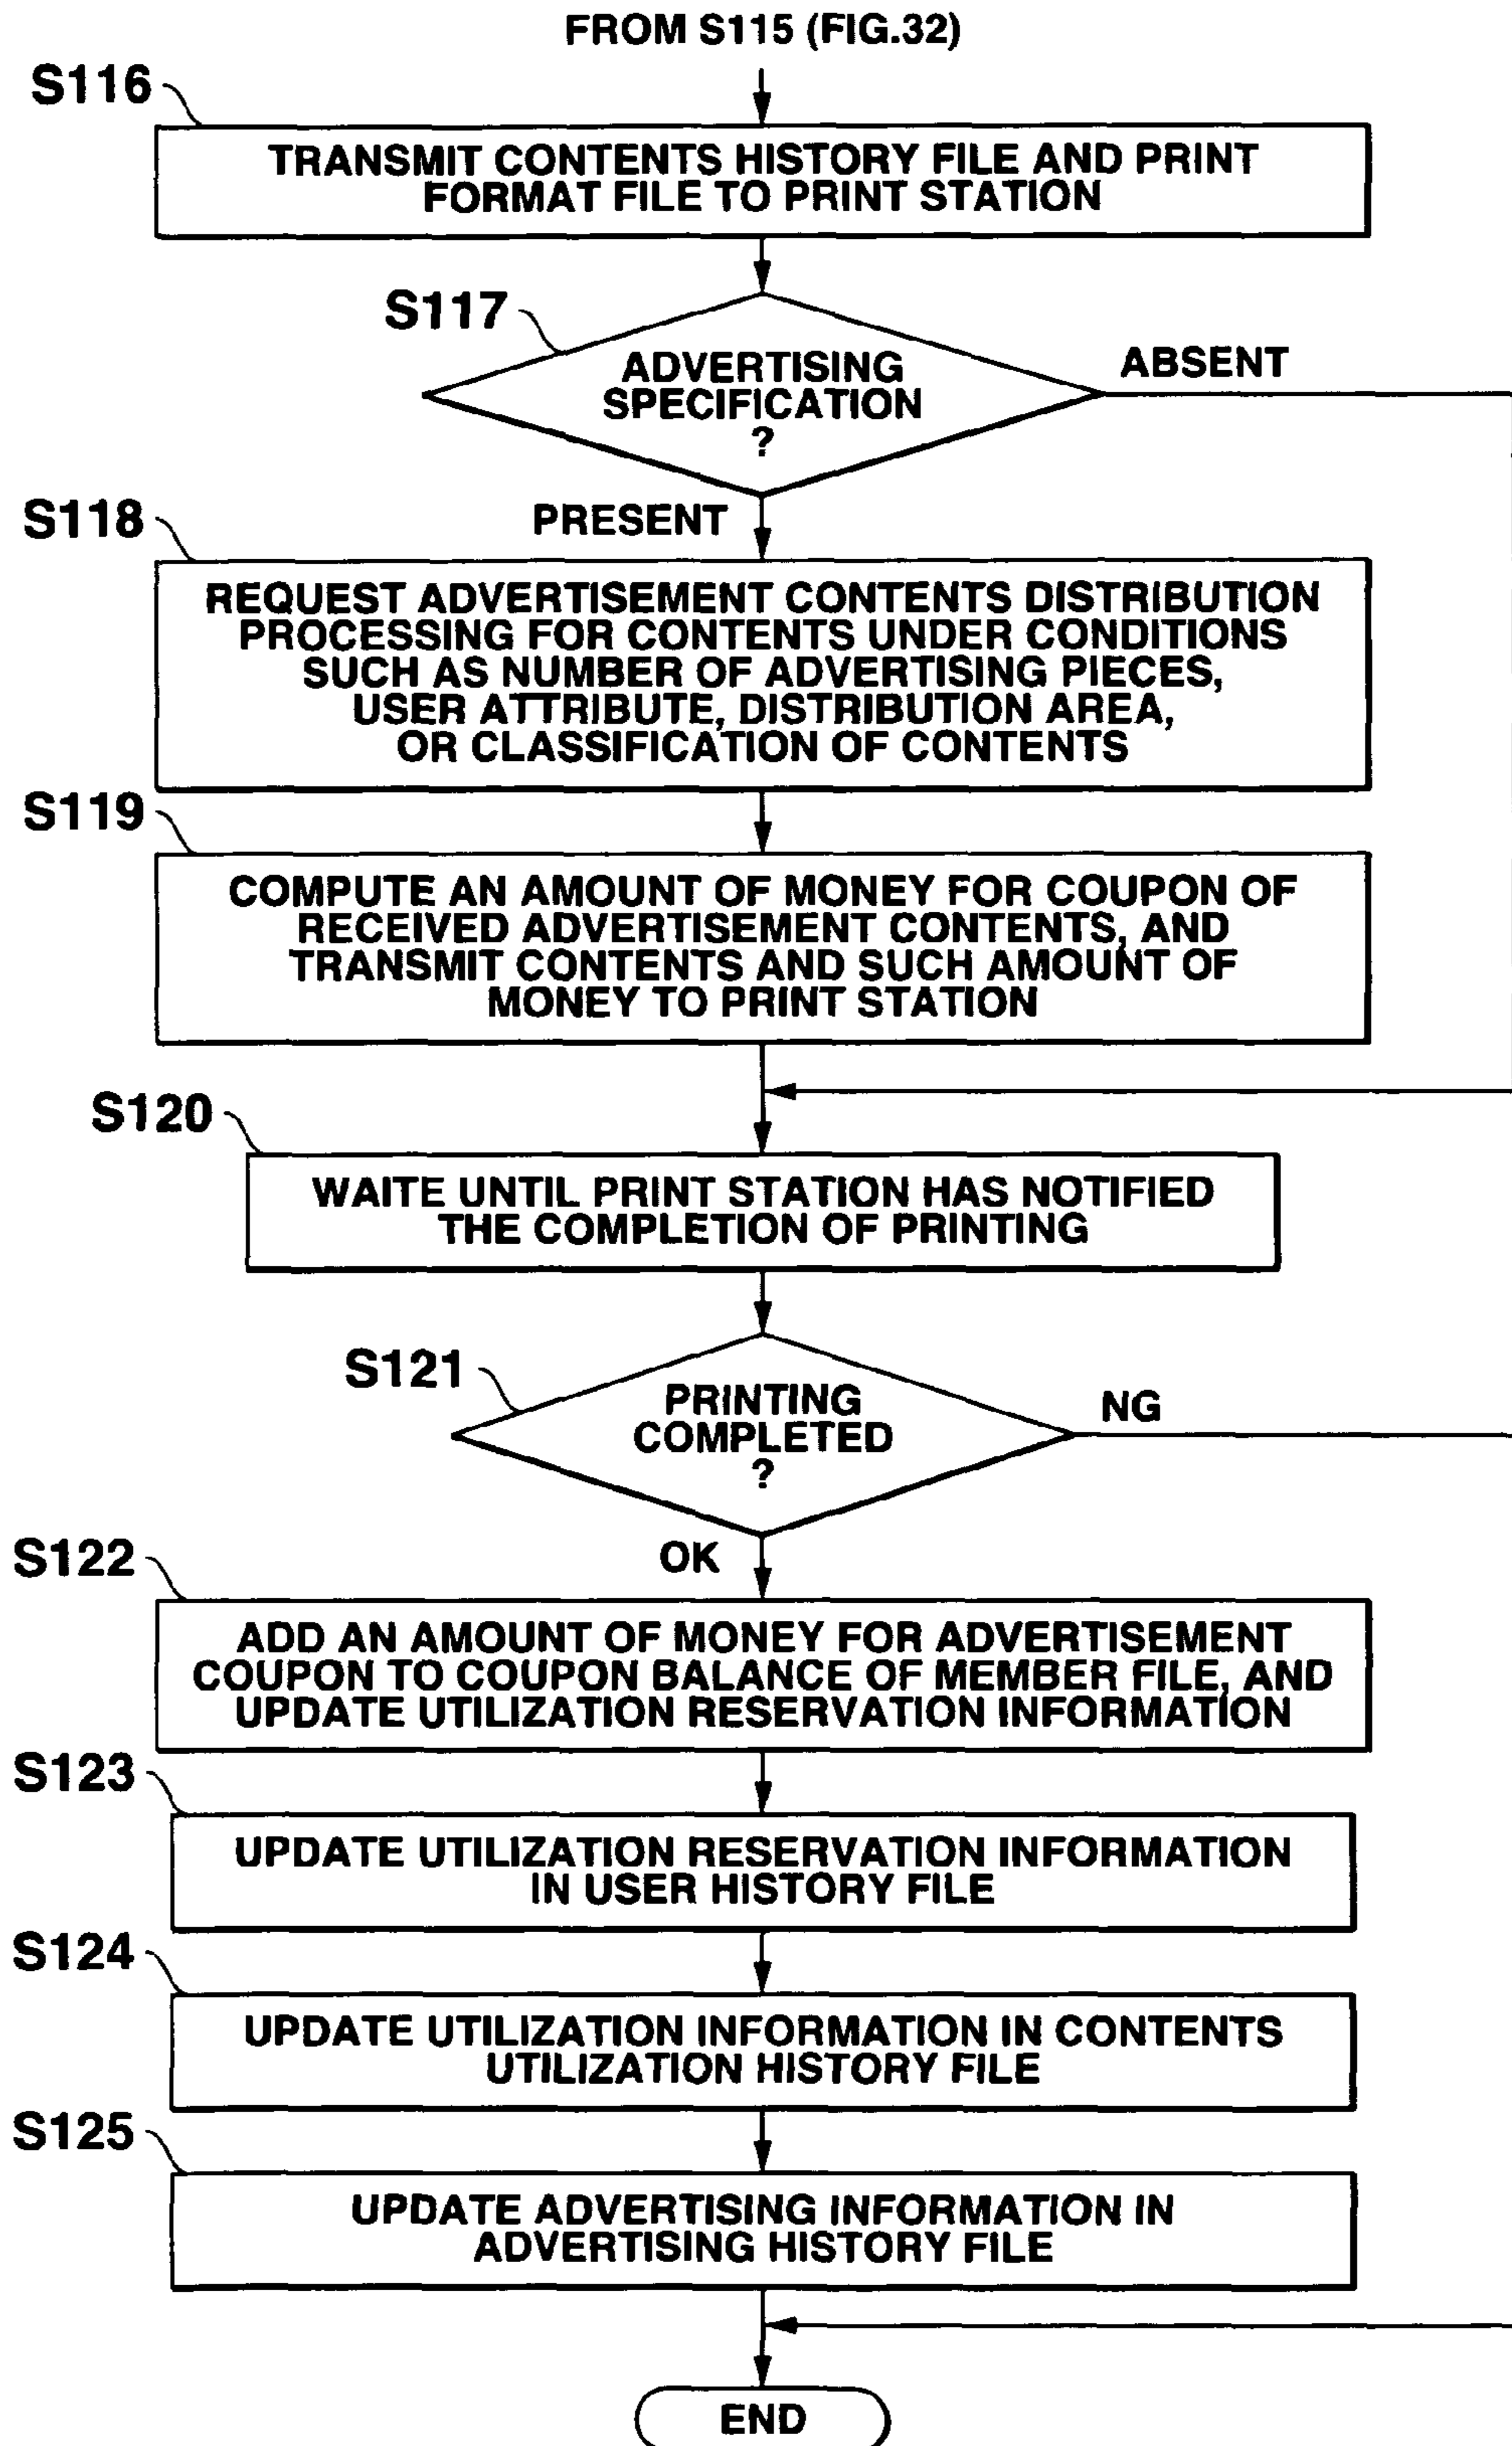 FROM S115 (FIG.32)
S116
TRANSMIT CONTENTS HISTORY FILE AND PRINT
FORMAT FILE TO PRINT STATION
S117
ADVERTISING
SPECIFICATION
?
ABSENT
PRESENT
S118
REQUEST ADVERTISEMENT CONTENTS DISTRIBUTION
PROCESSING FOR CONTENTS UNDER CONDITIONS
SUCH AS NUMBER OF ADVERTISING PIECES,
USER ATTRIBUTE, DISTRIBUTION AREA,
OR CLASSIFICATION OF CONTENTS
S119
COMPUTE AN AMOUNT OF MONEY FOR COUPON OF
RECEIVED ADVERTISEMENT CONTENTS, AND
TRANSMIT CONTENTS AND SUCH AMOUNT OF
MONEY TO PRINT STATION
S120
WAITE UNTIL PRINT STATION HAS NOTIFIED
THE COMPLETION OF PRINTING
S121
PRINTING
COMPLETED
?
NG
OK
S122
ADD AN AMOUNT OF MONEY FOR ADVERTISEMENT
COUPON TO COUPON BALANCE OF MEMBER FILE, AND
UPDATE UTILIZATION RESERVATION INFORMATION
S123
UPDATE UTILIZATION RESERVATION INFORMATION
IN USER HISTORY FILE
S124
UPDATE UTILIZATION INFORMATION IN CONTENTS
UTILIZATION HISTORY FILE
S125
UPDATE ADVERTISING INFORMATION IN
ADVERTISING HISTORY FILE
END